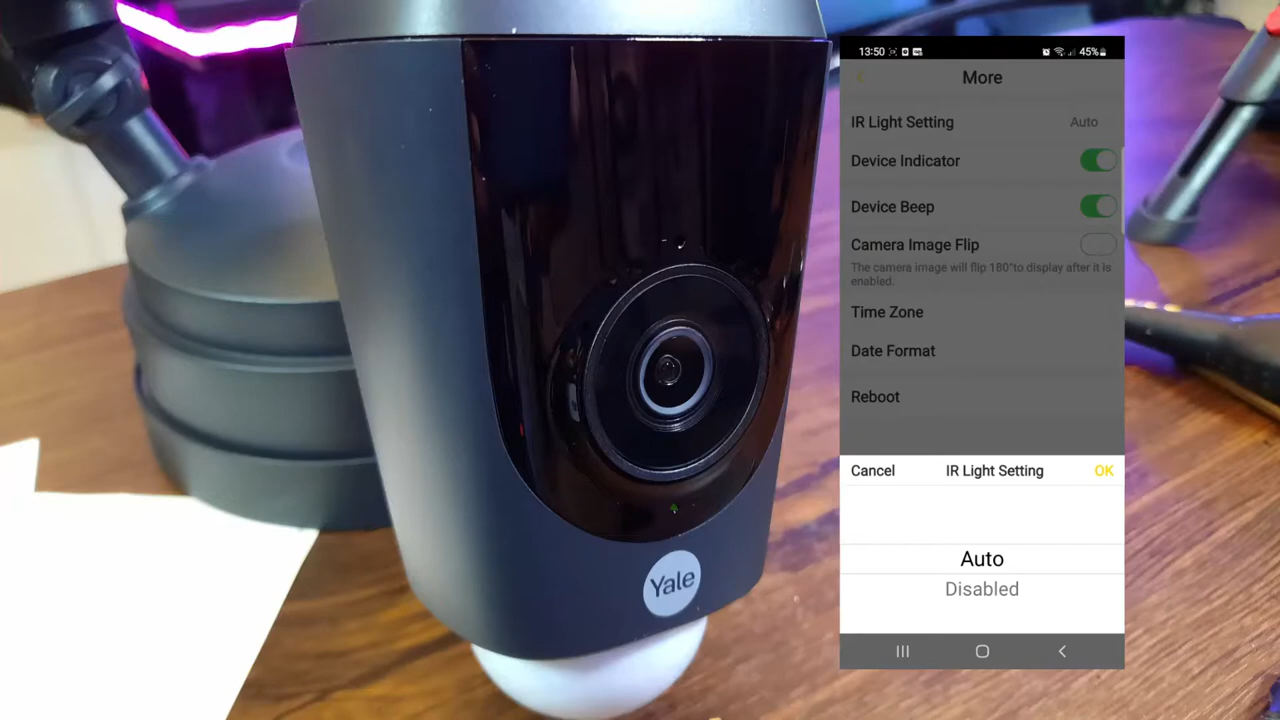 13:50
45%
More
IR Light Setting Auto
Device Indicator
Device Beep
Camera Image Flip
The camera image will flip 180°to display after it is
enabled.
Time Zone
Date Format
Reboot
Cancel IR Light Setting OK
Auto
Disabled
Yale